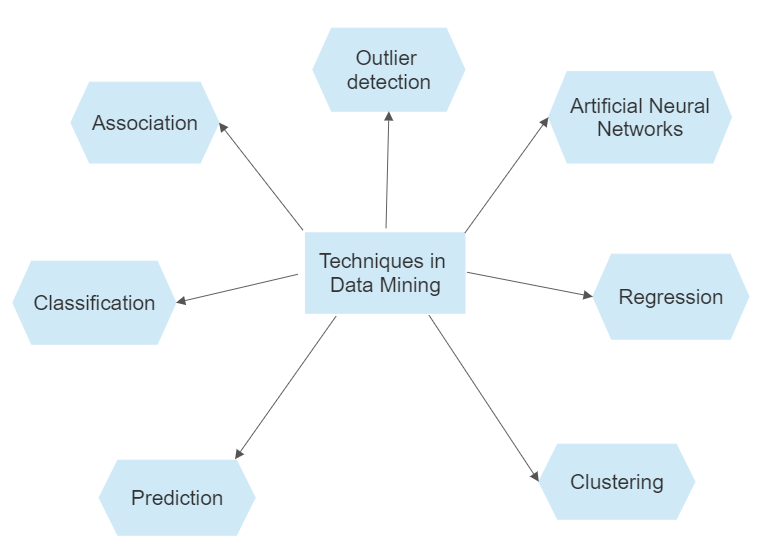 Outlier
detection
Artificial Neural
Networks
Association
Techniques in
Data Mining
Classification
Regression
Prediction
Clustering